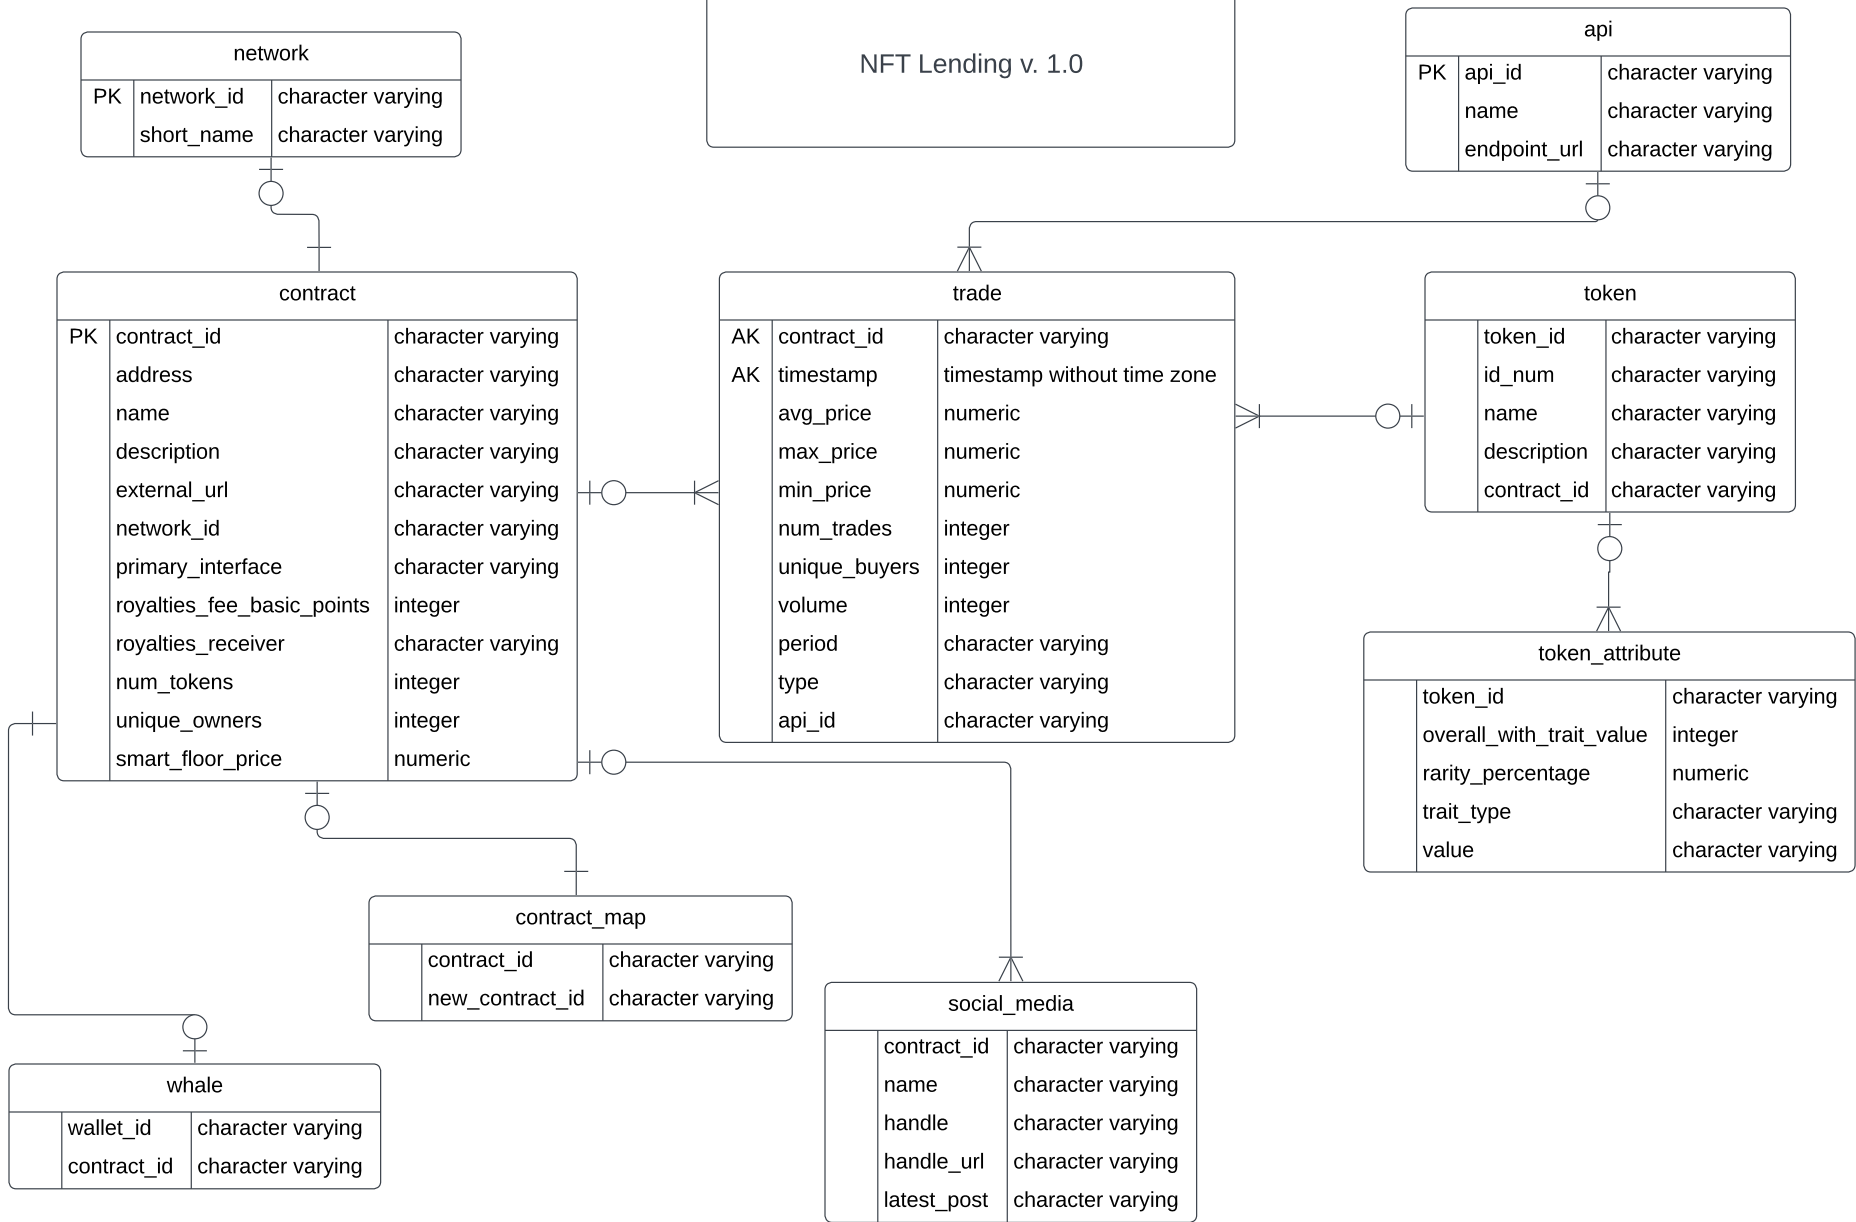 NFT Lending v. 1.0
network
PK network_id character varying
short_name character varying
api
PK api_id character varying
name character varying
endpoint_url character varying
contract
PK contract_id character varying
address character varying
name character varying
description character varying
external_url character varying
network_id character varying
primary_interface character varying
royalties_fee_basic_points integer
royalties_receiver character varying
num_tokens integer
unique_owners integer
smart_floor_price numeric
trade
AK contract_id character varying
AK timestamp timestamp without time zone
avg_price numeric
max_price numeric
min_price numeric
num_trades integer
unique_buyers integer
volume integer
period character varying
type character varying
api_id character varying
token
token_id character varying
id_num character varying
name character varying
description character varying
contract_id character varying
token_attribute
token_id character varying
overall_with_trait_value integer
rarity_percentage numeric
trait_type character varying
value character varying
contract_map
contract_id character varying
new_contract_id character varying
social_media
contract_id character varying
name character varying
handle character varying
handle_url character varying
latest_post character varying
whale
wallet_id character varying
contract_id character varying